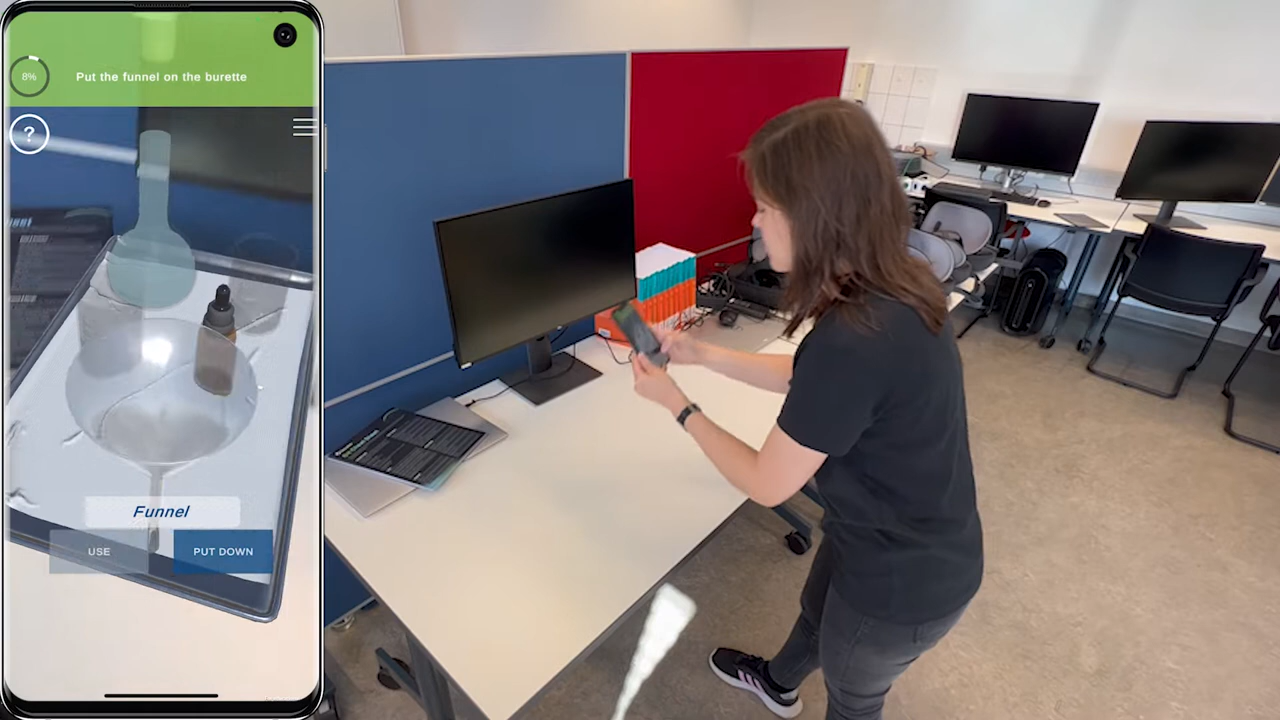 8%
Put the funnel on the burette
?
Funnel
USE
PUT DOWN